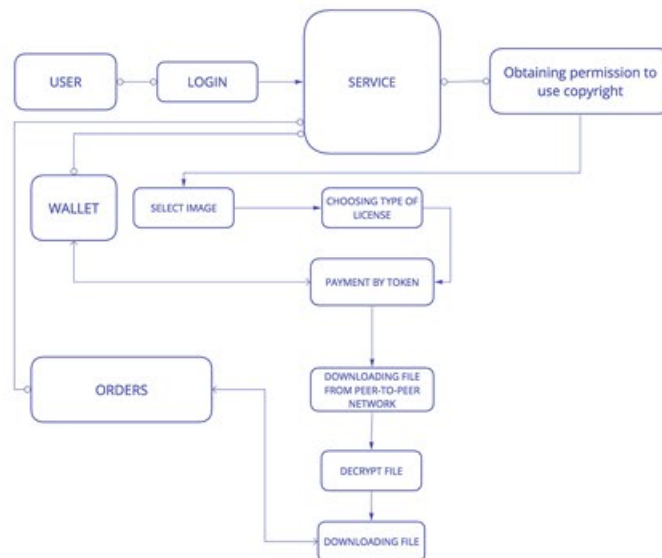 USER
LOGIN
SERVICE
Obtaining permission to
use copyright
WALLET
SELECT IMAGE
CHOOSING TYPE OF
LICENSE
PAYMENT BY TOKEN
ORDERS
DOWNLOADING FILE
FROM PEER-TO-PEER
NETWORK
DECRYPT FILE
DOWNLOADING FILE